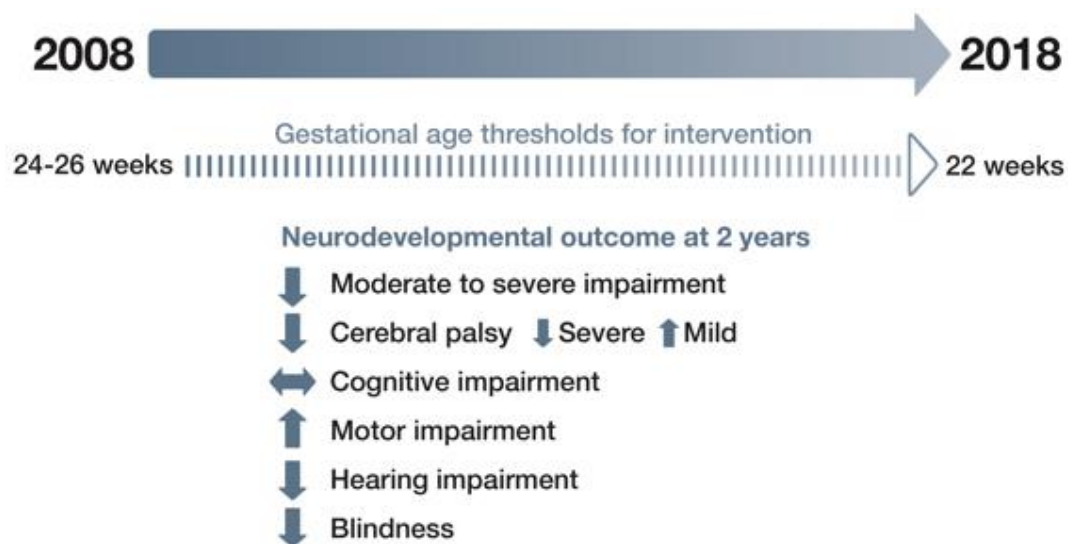 2008 2018
Gestational age thresholds for intervention
24-26 weeks 22 weeks
Neurodevelopmental outcome at 2 years
Moderate to severe impairment
Cerebral palsy Severe Mild
Cognitive impairment
Motor impairment
Hearing impairment
Blindness